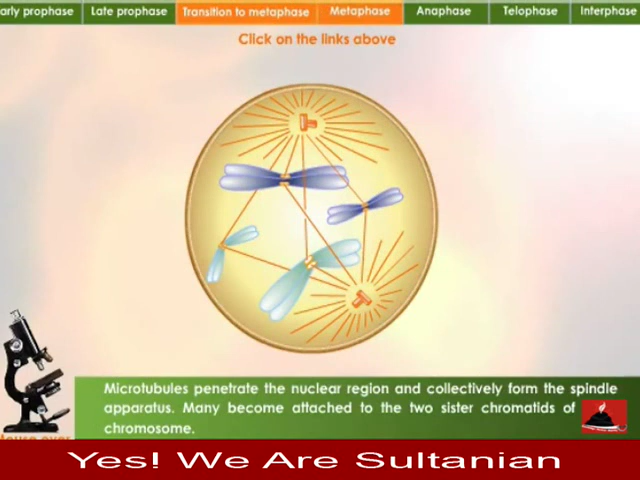 arly prophase
Late prophase
Transition to metaphase
Metaphase
Anaphase
Telophase
Interphase
Click on the links above
Microtubules penetrate the nuclear region and collectively form the spindle
apparatus. Many become attached to the two sister chromatids of
chromosome.
Yes! We Are Sultanian